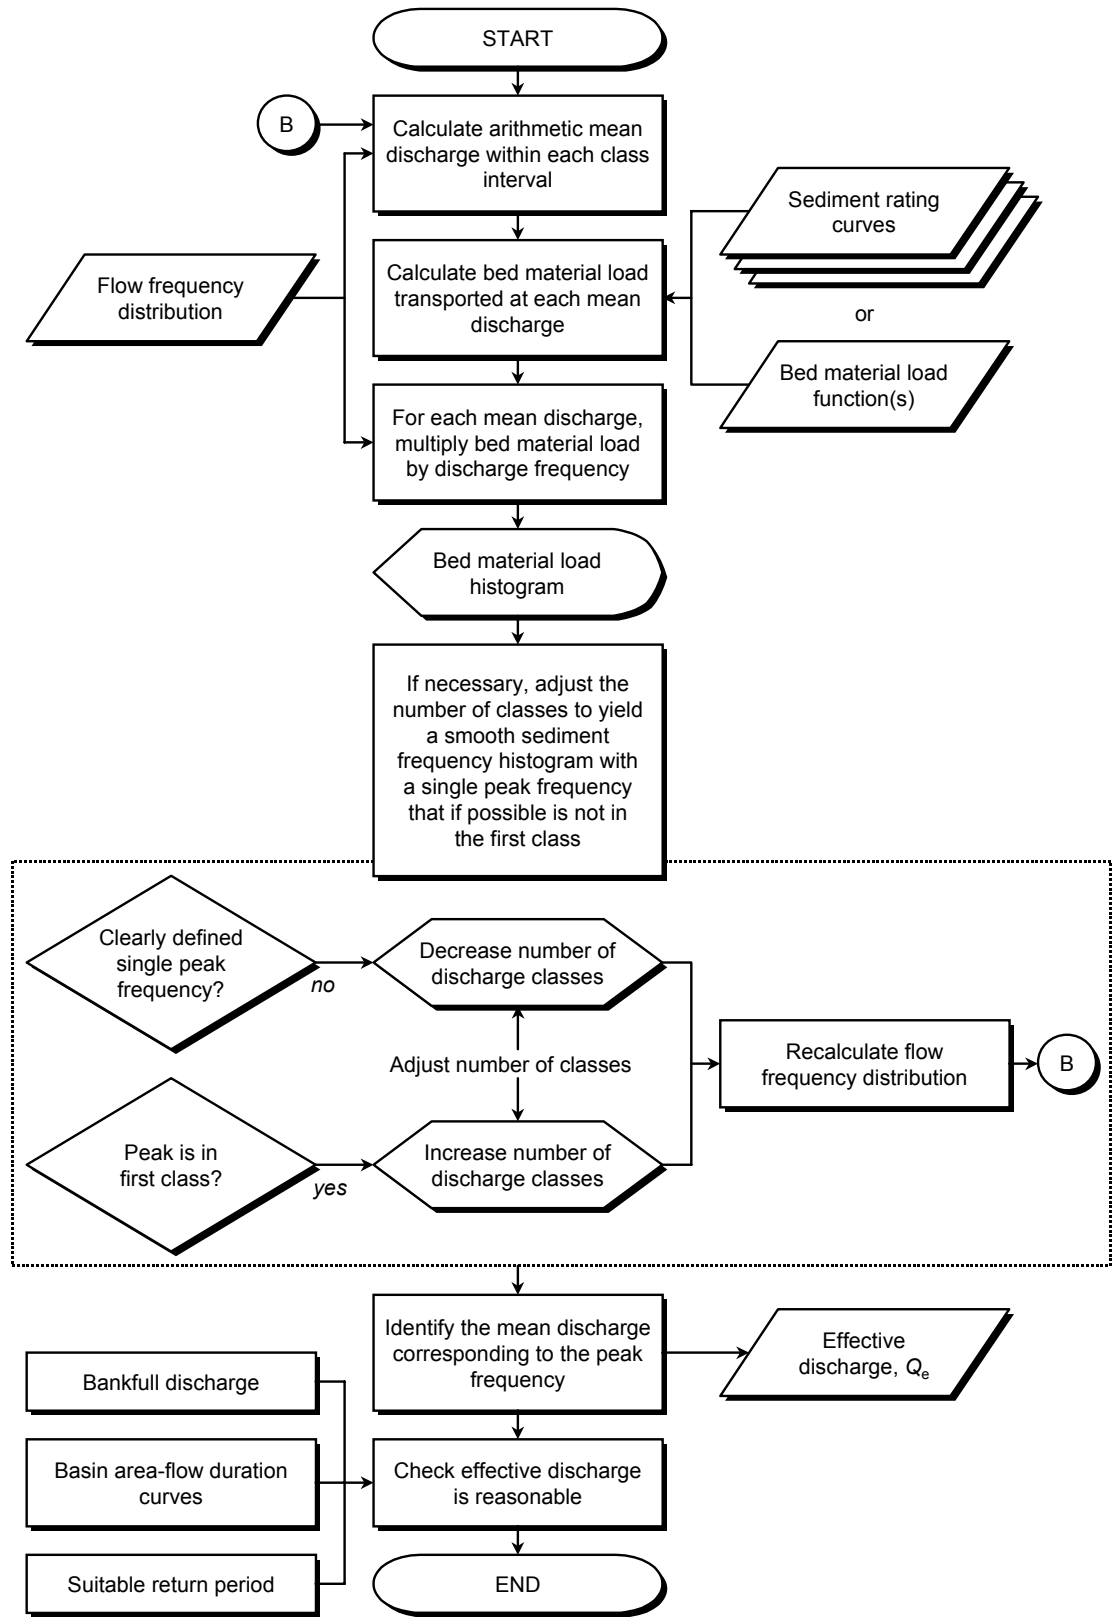 START
B
Calculate arithmetic mean
discharge within each class
interval
Sediment rating
curves
Flow frequency
distribution
Calculate bed material load
transported at each mean
discharge
or
Bed material load
function(s)
For each mean discharge,
multiply bed material load
by discharge frequency
Bed material load
histogram
If necessary, adjust the
number of classes to yield
a smooth sediment
frequency histogram with
a single peak frequency
that if possible is not in
the first class
Clearly defined
single peak
frequency?
no
Decrease number of
discharge classes
Adjust number of classes
Recalculate flow
frequency distribution
B
Peak is in
first class?
yes
Increase number of
discharge classes
Identify the mean discharge
corresponding to the peak
frequency
Effective
discharge, Qe
Bankfull discharge
Basin area-flow duration
curves
Check effective discharge
is reasonable
Suitable return period
END